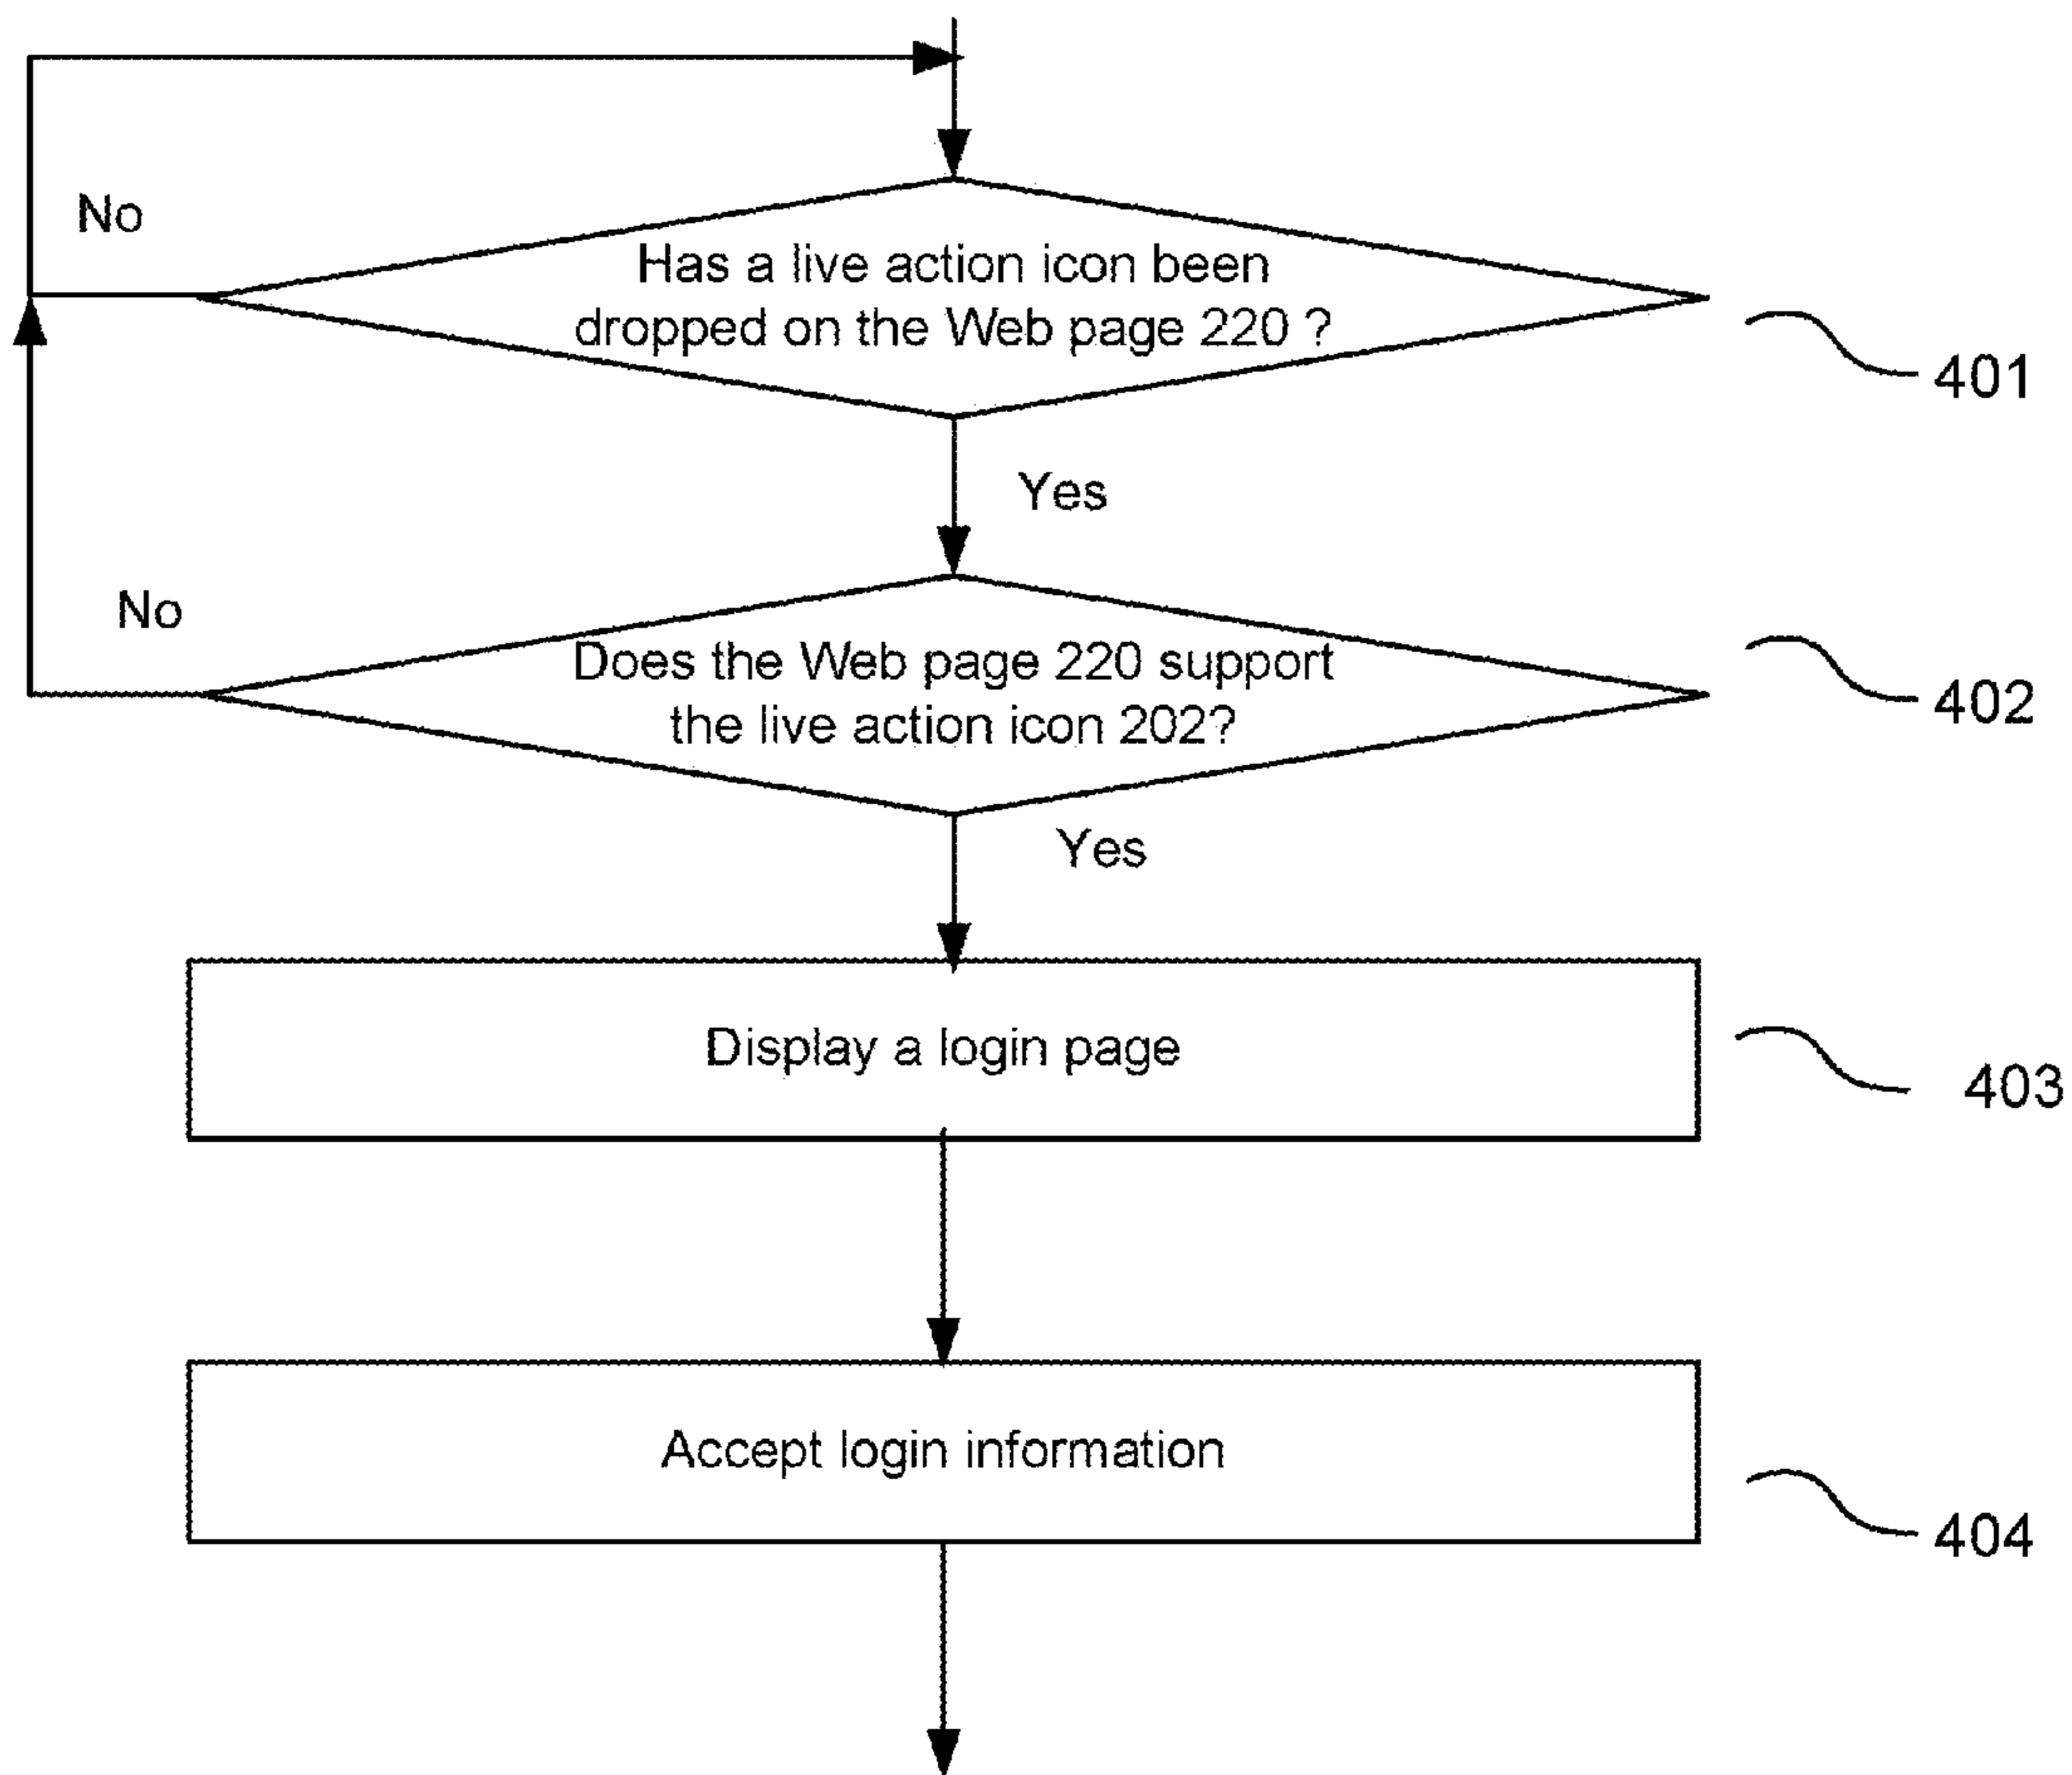 No
Has a live action icon been
dropped on the Web page 220 ?
401
Yes
No
Does the Web page 220 support
the live action icon 202?
402
Yes
Display a login page
403
Accept login information
404